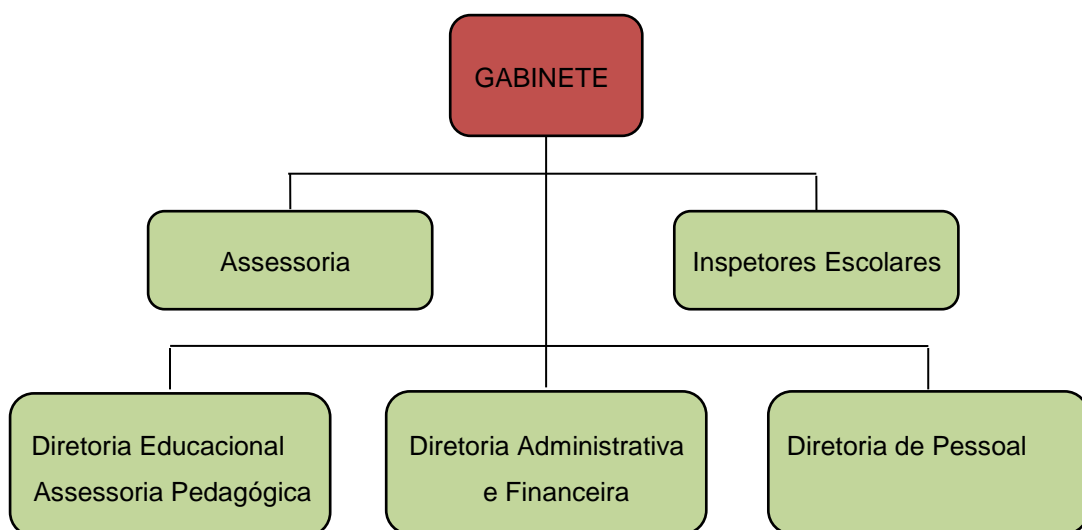 GABINETE
Assessoria
Inspetores Escolares
Diretoria Educacional
Assessoria Pedagógica
Diretoria Administrativa
e Financeira
Diretoria de Pessoal